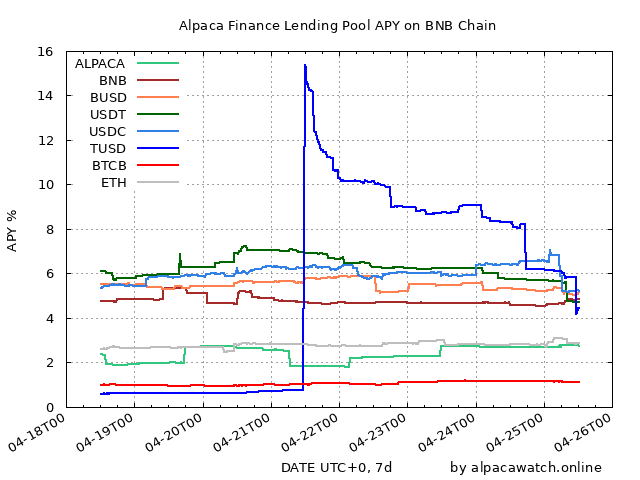 Alpaca Finance Lending Pool APY on BNB Chain
16
14
12
10
8
6
4
2
0
APY %
ALPACA
BNB
BUSD
USDT
USDC
TUSD
BTCB
ETH
04-18T00
04-19T00
04-20T00
04-21T00
04-22T00
04-23T00
04-24T00
04-25T00
04-26T00
DATE UTC+0, 7d
by alpacawatch.online